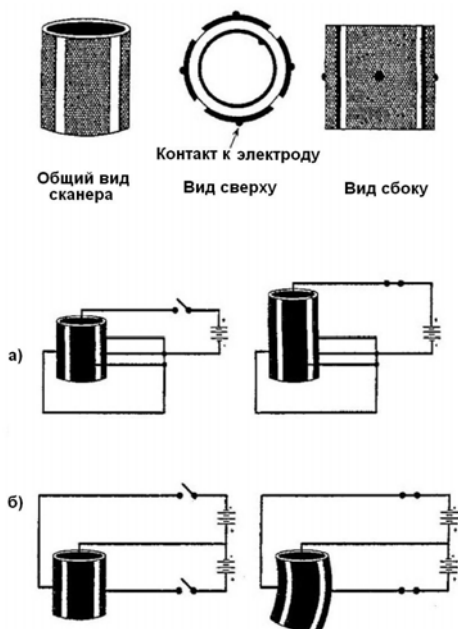 Контакт к электроду
Общий вид
сканера
Вид сверху
Вид сбоку
а)
б)